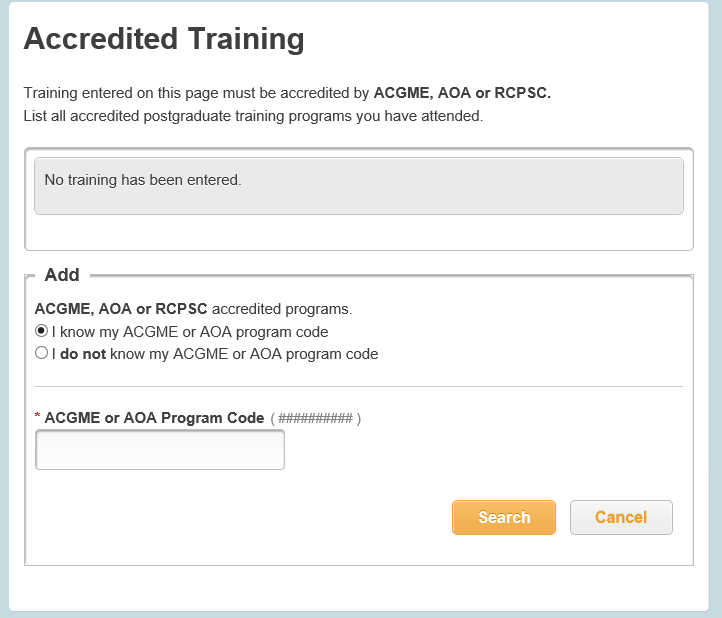 Accredited Training
Training entered on this page must be accredited by ACGME, AOA or RCPSC.
List all accredited postgraduate training programs you have attended.
No training has been entered.
Add
ACGME, AOA or RCPSC accredited programs.
I know my ACGME or AOA program code
I do not know my ACGME or AOA program code
* ACGME or AOA Program Code ( ########## )
Search Cancel